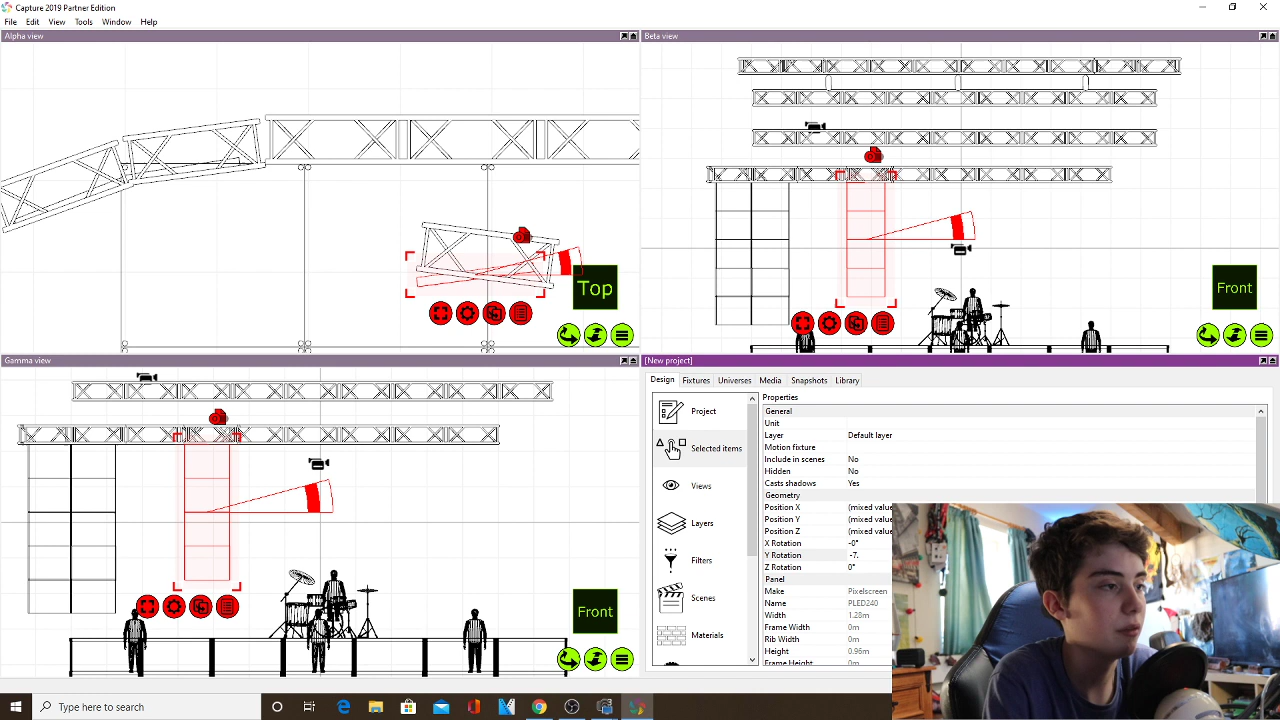 Capture 2019 Partner Edition
File Edit View Tools Window Help
Alpha view
Top
Beta view
Front
Gamma view
Front
[New project]
Design Fixtures Universes Media Snapshots Library
Project
Selected items
Views
Layers
Filters
Scenes
Materials
Properties
General
Unit
Layer Default layer
Motion fixture
Include in scenes No
Hidden No
Casts shadows Yes
Geometry
Position X (mixed value
Position Y (mixed value
Position Z (mixed value
X Rotation -0°
Y Rotation -7.
Z Rotation 0°
Panel
Make Pixelscreen
Name PLED240
Width 1.28m
Frame Width 0m
Rib Width 0m
Height 0.96m
Frame Height 0m
Type here to search